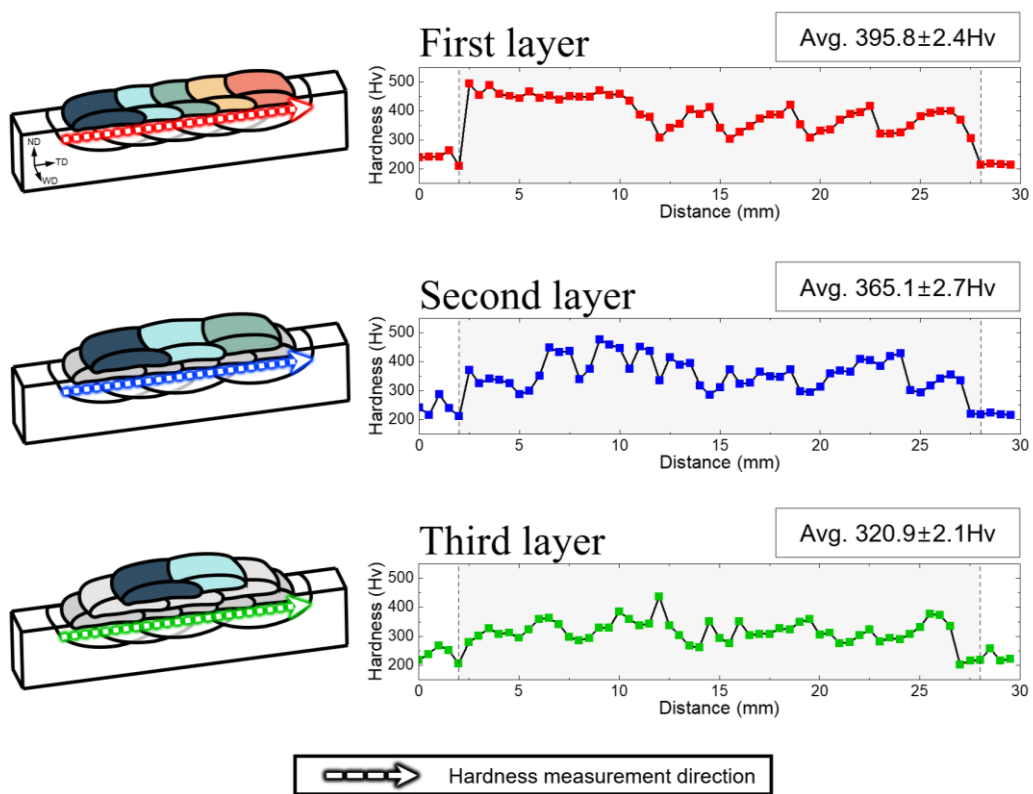 First layer
Avg. 395.8±2.4Hv
ND
TD
WD
Hardness (Hv)
500
400
300
200
0 5 10 15 20 25 30
Distance (mm)
Second layer
Avg. 365.1±2.7Hv
Hardness (Hv)
500
400
300
200
0 5 10 15 20 25 30
Distance (mm)
Third layer
Avg. 320.9±2.1Hv
Hardness (Hv)
500
400
300
200
0 5 10 15 20 25 30
Distance (mm)
Hardness measurement direction